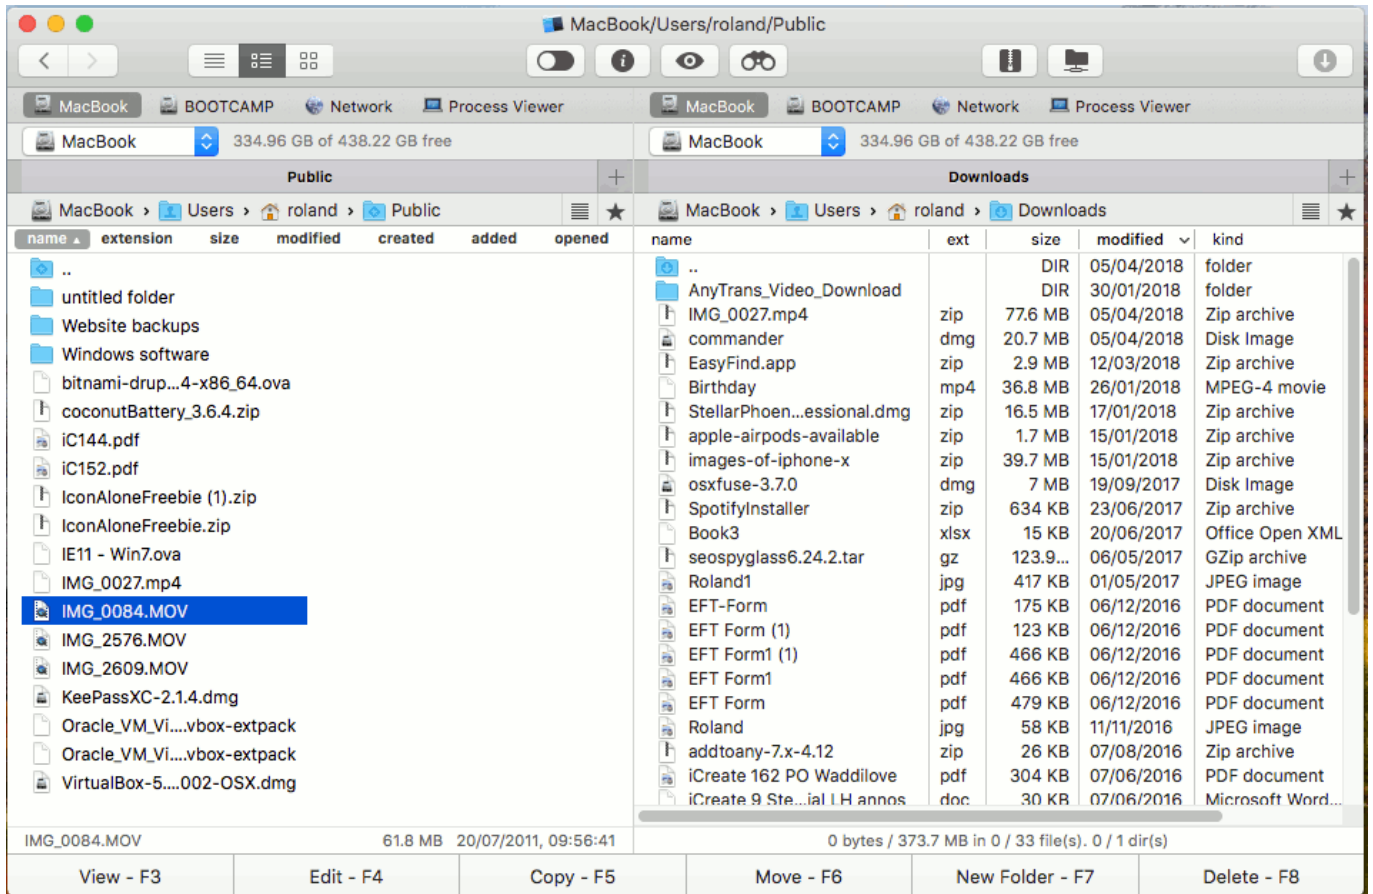 MacBook/Users/roland/Public
MacBook BOOTCAMP Network Process Viewer
MacBook 334.96 GB of 438.22 GB free
Public
MacBook › Users › roland › Public
name extension size modified created added opened
..
untitled folder
Website backups
Windows software
bitnami-drup...4-x86_64.ova
coconutBattery_3.6.4.zip
iC144.pdf
iC152.pdf
IconAloneFreebie (1).zip
IconAloneFreebie.zip
IE11 - Win7.ova
IMG_0027.mp4
IMG_0084.MOV
IMG_2576.MOV
IMG_2609.MOV
KeePassXC-2.1.4.dmg
Oracle_VM_Vi....vbox-extpack
Oracle_VM_Vi....vbox-extpack
VirtualBox-5....002-OSX.dmg
IMG_0084.MOV 61.8 MB 20/07/2011, 09:56:41
MacBook BOOTCAMP Network Process Viewer
MacBook 334.96 GB of 438.22 GB free
Downloads
MacBook › Users › roland › Downloads
name ext size modified kind
.. DIR 05/04/2018 folder
AnyTrans_Video_Download DIR 30/01/2018 folder
IMG_0027.mp4 zip 77.6 MB 05/04/2018 Zip archive
commander dmg 20.7 MB 05/04/2018 Disk Image
EasyFind.app zip 2.9 MB 12/03/2018 Zip archive
Birthday mp4 36.8 MB 26/01/2018 MPEG-4 movie
StellarPhoen...essional.dmg zip 16.5 MB 17/01/2018 Zip archive
apple-airpods-available zip 1.7 MB 15/01/2018 Zip archive
images-of-iphone-x zip 39.7 MB 15/01/2018 Zip archive
osxfuse-3.7.0 dmg 7 MB 19/09/2017 Disk Image
SpotifyInstaller zip 634 KB 23/06/2017 Zip archive
Book3 xlsx 15 KB 20/06/2017 Office Open XML
seospyglass6.24.2.tar gz 123.9... 06/05/2017 GZip archive
Roland1 jpg 417 KB 01/05/2017 JPEG image
EFT-Form pdf 175 KB 06/12/2016 PDF document
EFT Form (1) pdf 123 KB 06/12/2016 PDF document
EFT Form1 (1) pdf 466 KB 06/12/2016 PDF document
EFT Form1 pdf 466 KB 06/12/2016 PDF document
EFT Form pdf 479 KB 06/12/2016 PDF document
Roland jpg 58 KB 11/11/2016 JPEG image
addtoany-7.x-4.12 zip 26 KB 07/08/2016 Zip archive
iCreate 162 PO Waddilove pdf 304 KB 07/06/2016 PDF document
iCreate 9 Ste...ial LH annos doc 30 KB 07/06/2016 Microsoft Word...
0 bytes / 373.7 MB in 0 / 33 file(s). 0 / 1 dir(s)
View - F3 Edit - F4 Copy - F5 Move - F6 New Folder - F7 Delete - F8